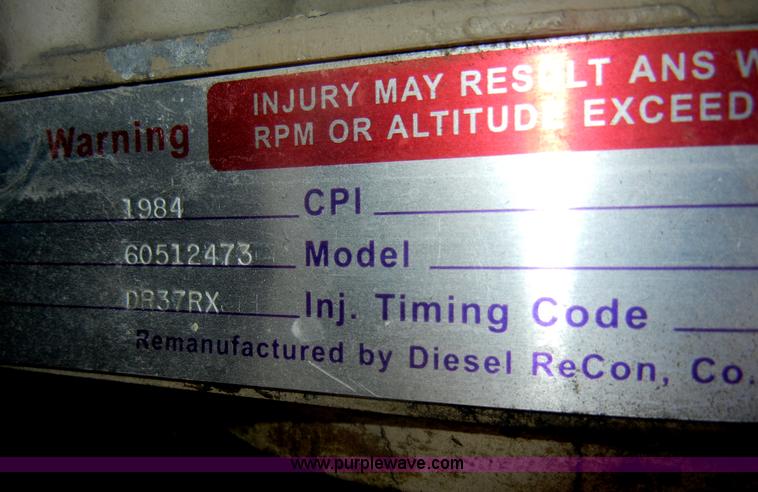 Warning
INJURY MAY RESULT ANS W
RPM OR ALTITUDE EXCEED
1984 CPI
60512473 Model
DR37RX Inj. Timing Code
Remanufactured by Diesel ReCon, Co.
www.purplewave.com